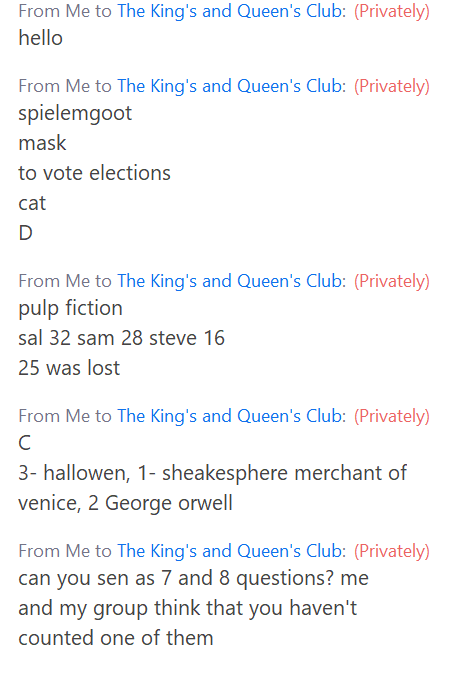 From Me to The King's and Queen's Club: (Privately)
hello
From Me to The King's and Queen's Club: (Privately)
spielemgoot
mask
to vote elections
cat
D
From Me to The King's and Queen's Club: (Privately)
pulp fiction
sal 32 sam 28 steve 16
25 was lost
From Me to The King's and Queen's Club: (Privately)
C
3- hallowen, 1- sheakesphere merchant of
venice, 2 George orwell
From Me to The King's and Queen's Club: (Privately)
can you sen as 7 and 8 questions? me
and my group think that you haven't
counted one of them